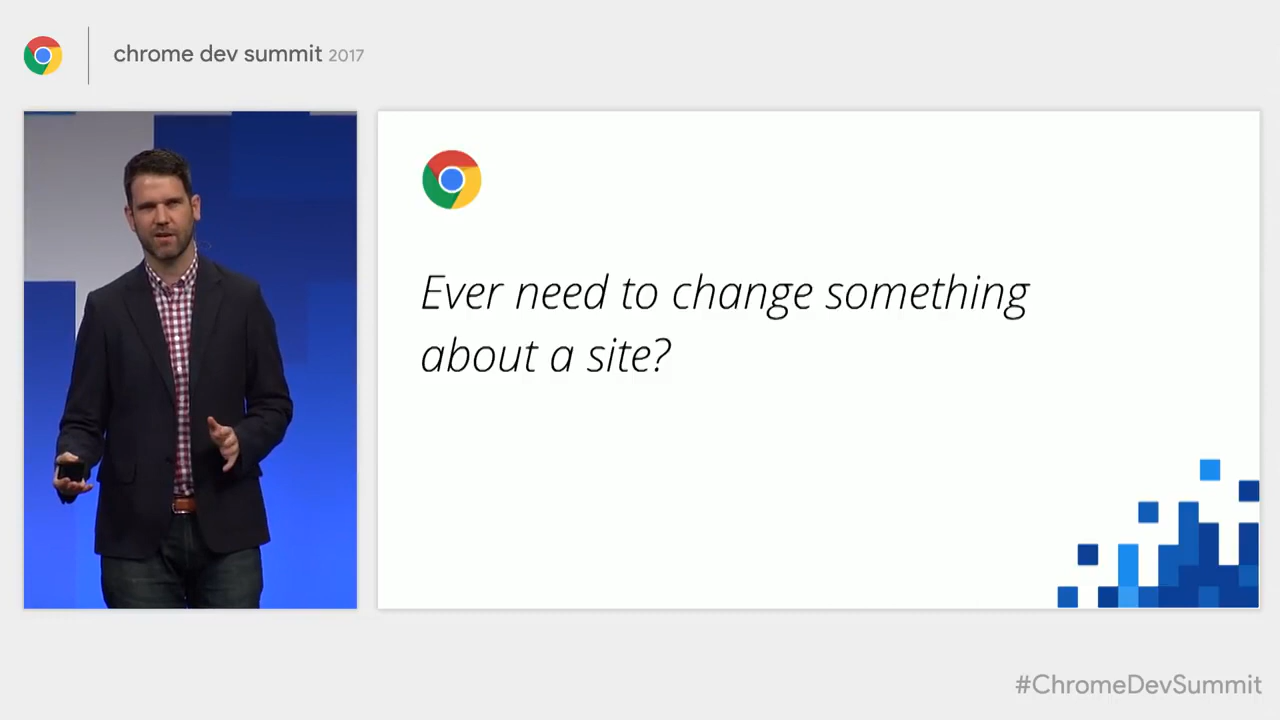 chrome dev summit 2017
Ever need to change something
about a site?
#ChromeDevSummit